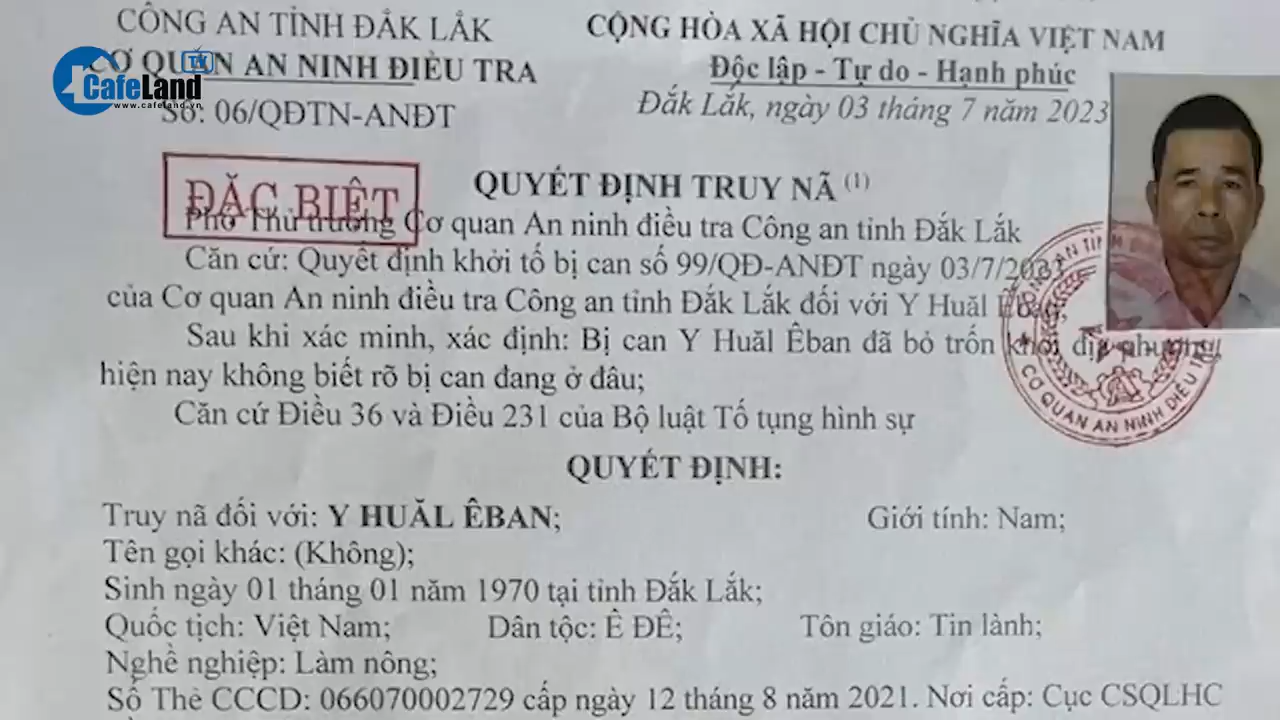 CÔNG AN TỈNH ĐẮK LẮK
CƠ QUAN AN NINH ĐIỀU TRA
Số: 06/QĐTN-ANĐT
CỘNG HÒA XÃ HỘI CHỦ NGHĨA VIỆT NAM
Độc lập - Tự do - Hạnh phúc
Đắk Lắk, ngày 03 tháng 7 năm 2023
CafeLand TV
www.cafeland.vn
ĐẶC BIỆT
QUYẾT ĐỊNH TRUY NÃ (1)
Phó Thủ trưởng Cơ quan An ninh điều tra Công an tỉnh Đắk Lắk
Căn cứ: Quyết định khởi tố bị can số 99/QĐ-ANĐT ngày 03/7/2023
của Cơ quan An ninh điều tra Công an tỉnh Đắk Lắk đối với Y Huăl Êban,
Sau khi xác minh, xác định: Bị can Y Huăl Êban đã bỏ trốn khỏi địa phương,
hiện nay không biết rõ bị can đang ở đâu;
Căn cứ Điều 36 và Điều 231 của Bộ luật Tố tụng hình sự
CƠ QUAN AN NINH ĐIỀU TRA
QUYẾT ĐỊNH:
Truy nã đối với: Y HUĂL ÊBAN; Giới tính: Nam;
Tên gọi khác: (Không);
Sinh ngày 01 tháng 01 năm 1970 tại tỉnh Đắk Lắk;
Quốc tịch: Việt Nam; Dân tộc: Ê ĐÊ; Tôn giáo: Tin lành;
Nghề nghiệp: Làm nông;
Số Thẻ CCCD: 066070002729 cấp ngày 12 tháng 8 năm 2021. Nơi cấp: Cục CSQLHC